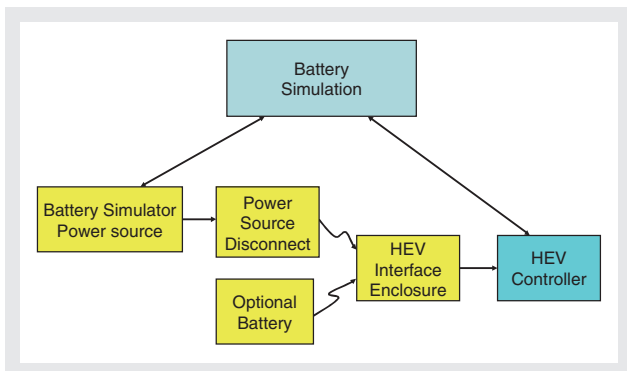 Battery
Simulation
Battery Simulator
Power source
Power
Source
Disconnect
HEV
Interface
Enclosure
HEV
Controller
Optional
Battery